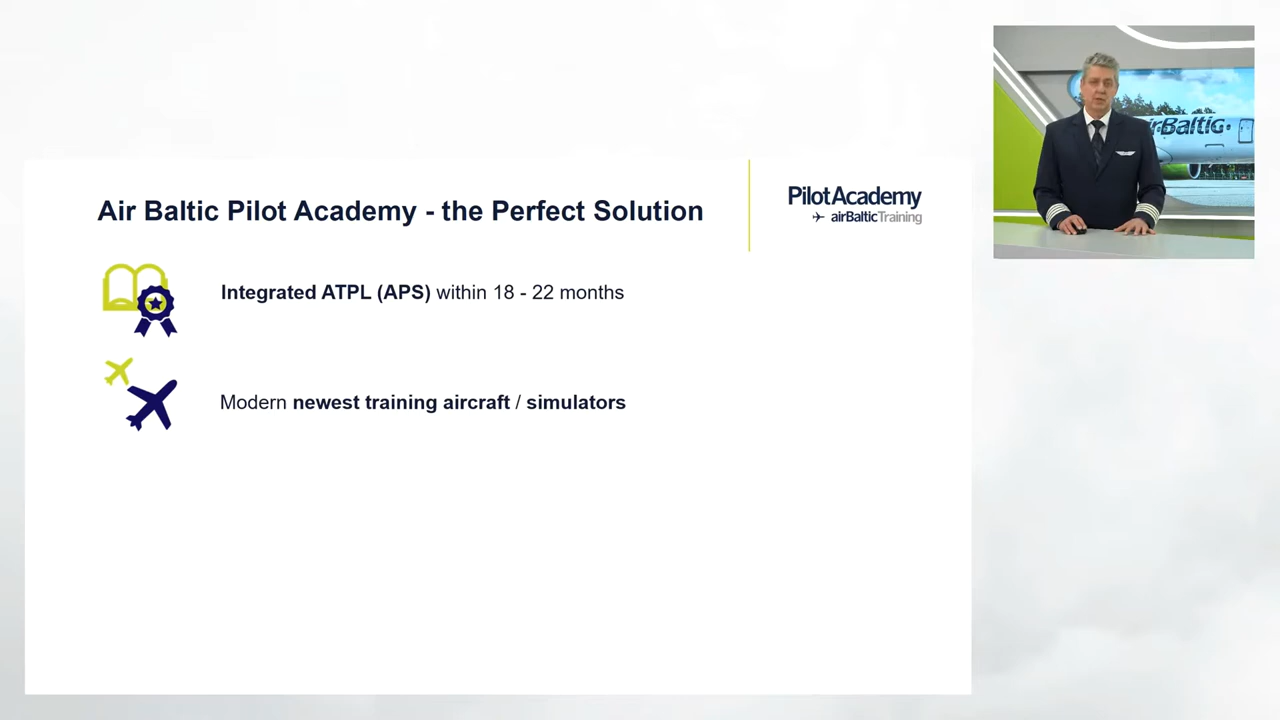 Air Baltic Pilot Academy - the Perfect Solution
PilotAcademy
airBalticTraining
Integrated ATPL (APS) within 18 - 22 months
Modern newest training aircraft / simulators
airBaltic